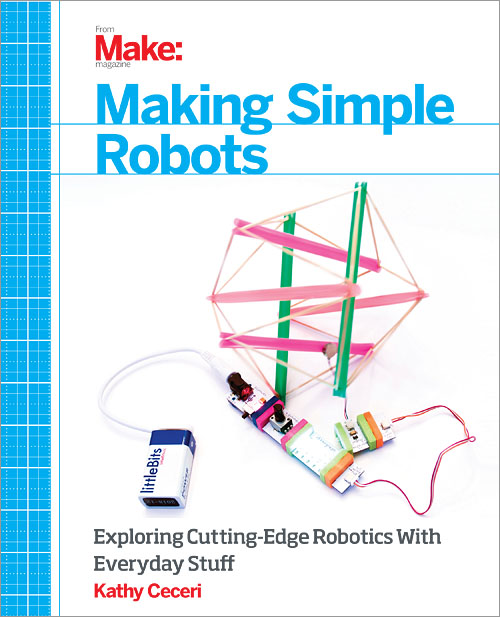 From
Make:
magazine
Making Simple
Robots
littleBits
Exploring Cutting-Edge Robotics With
Everyday Stuff
Kathy Ceceri